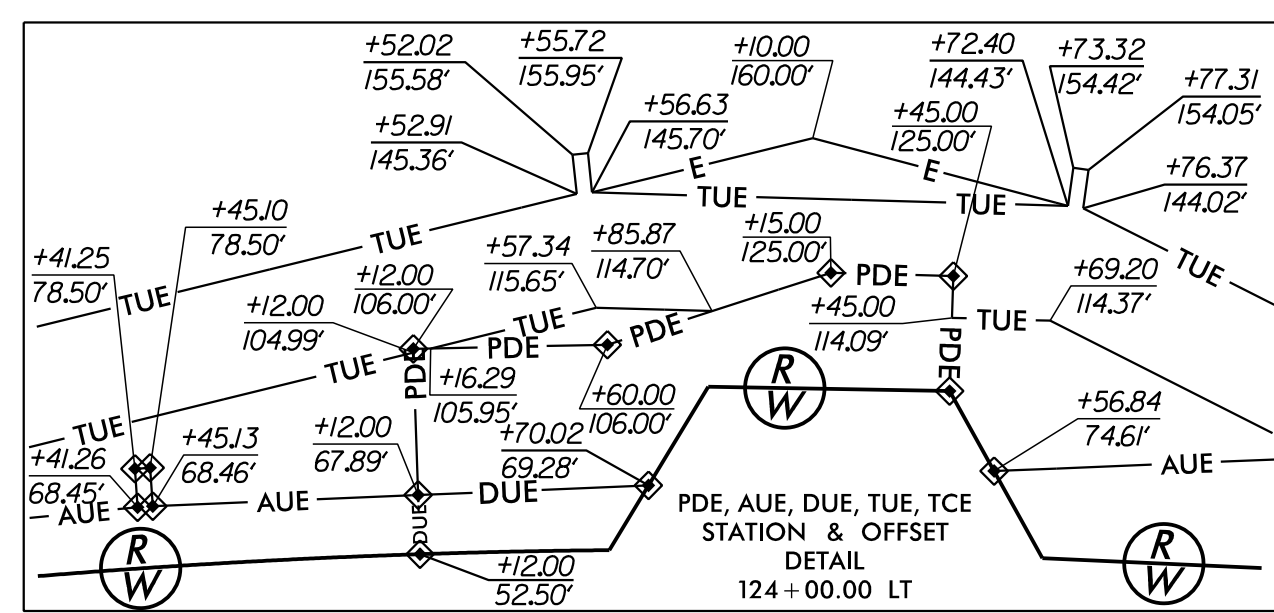 +52.02
155.58'
+55.72
155.95'
+10.00
160.00'
+72.40
144.43'
+73.32
154.42'
+77.31
154.05'
+52.91
145.36'
+56.63
145.70'
+45.00
125.00'
+76.37
144.02'
E
E
TUE
TUE
+45.10
78.50'
TUE
+57.34
115.65'
+85.87
114.70'
+15.00
125.00'
PDE
TUE
+41.25
78.50'
TUE
+12.00
106.00'
+12.00
104.99'
+69.20
114.37'
TUE
PDE
PDE
+45.00
114.09'
TUE
PDE
TUE
PDE
+16.29
105.95'
+60.00
106.00'
R
W
TUE
+41.26
68.45'
+45.13
68.46'
+12.00
67.89'
+70.02
69.28'
+56.84
74.61'
AUE
AUE
DUE
AUE
DUE
PDE, AUE, DUE, TUE, TCE
STATION & OFFSET
DETAIL
124+00.00 LT
R
W
+12.00
52.50'
R
W